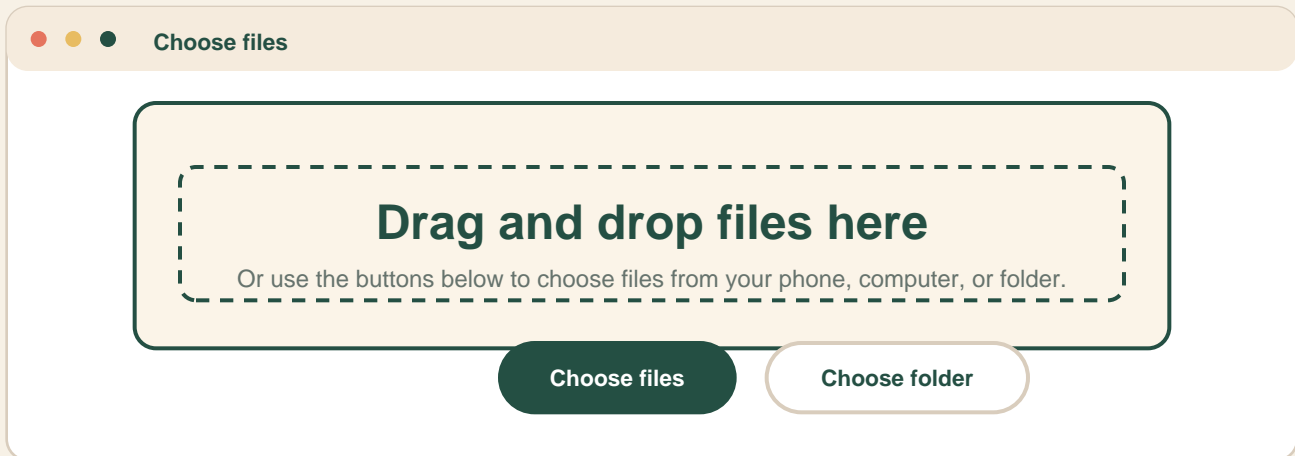 Choose files
Drag and drop files here
Or use the buttons below to choose files from your phone, computer, or folder.
Choose files
Choose folder